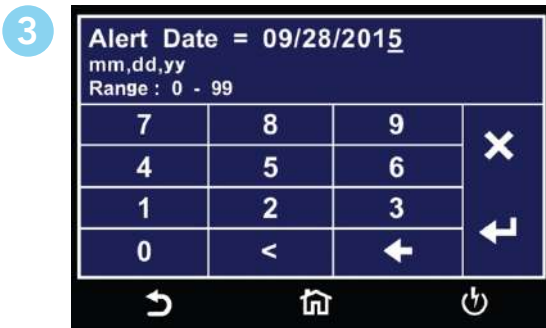 3
Alert Date = 09/28/2015
mm,dd,yy
Range : 0 - 99
7 8 9
4 5 6
1 2 3
0 <